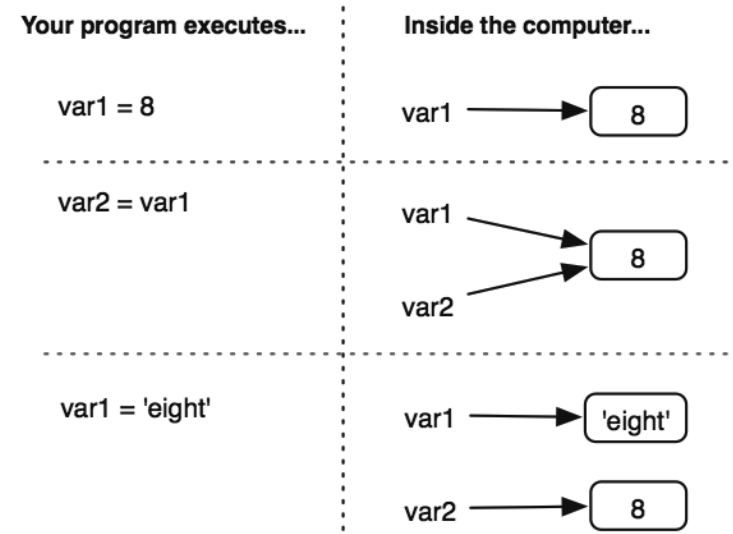 Your program executes... Inside the computer...
var1 = 8
var1 8
var2 = var1
var1
8
var2
var1 = 'eight'
var1 'eight'
var2 8